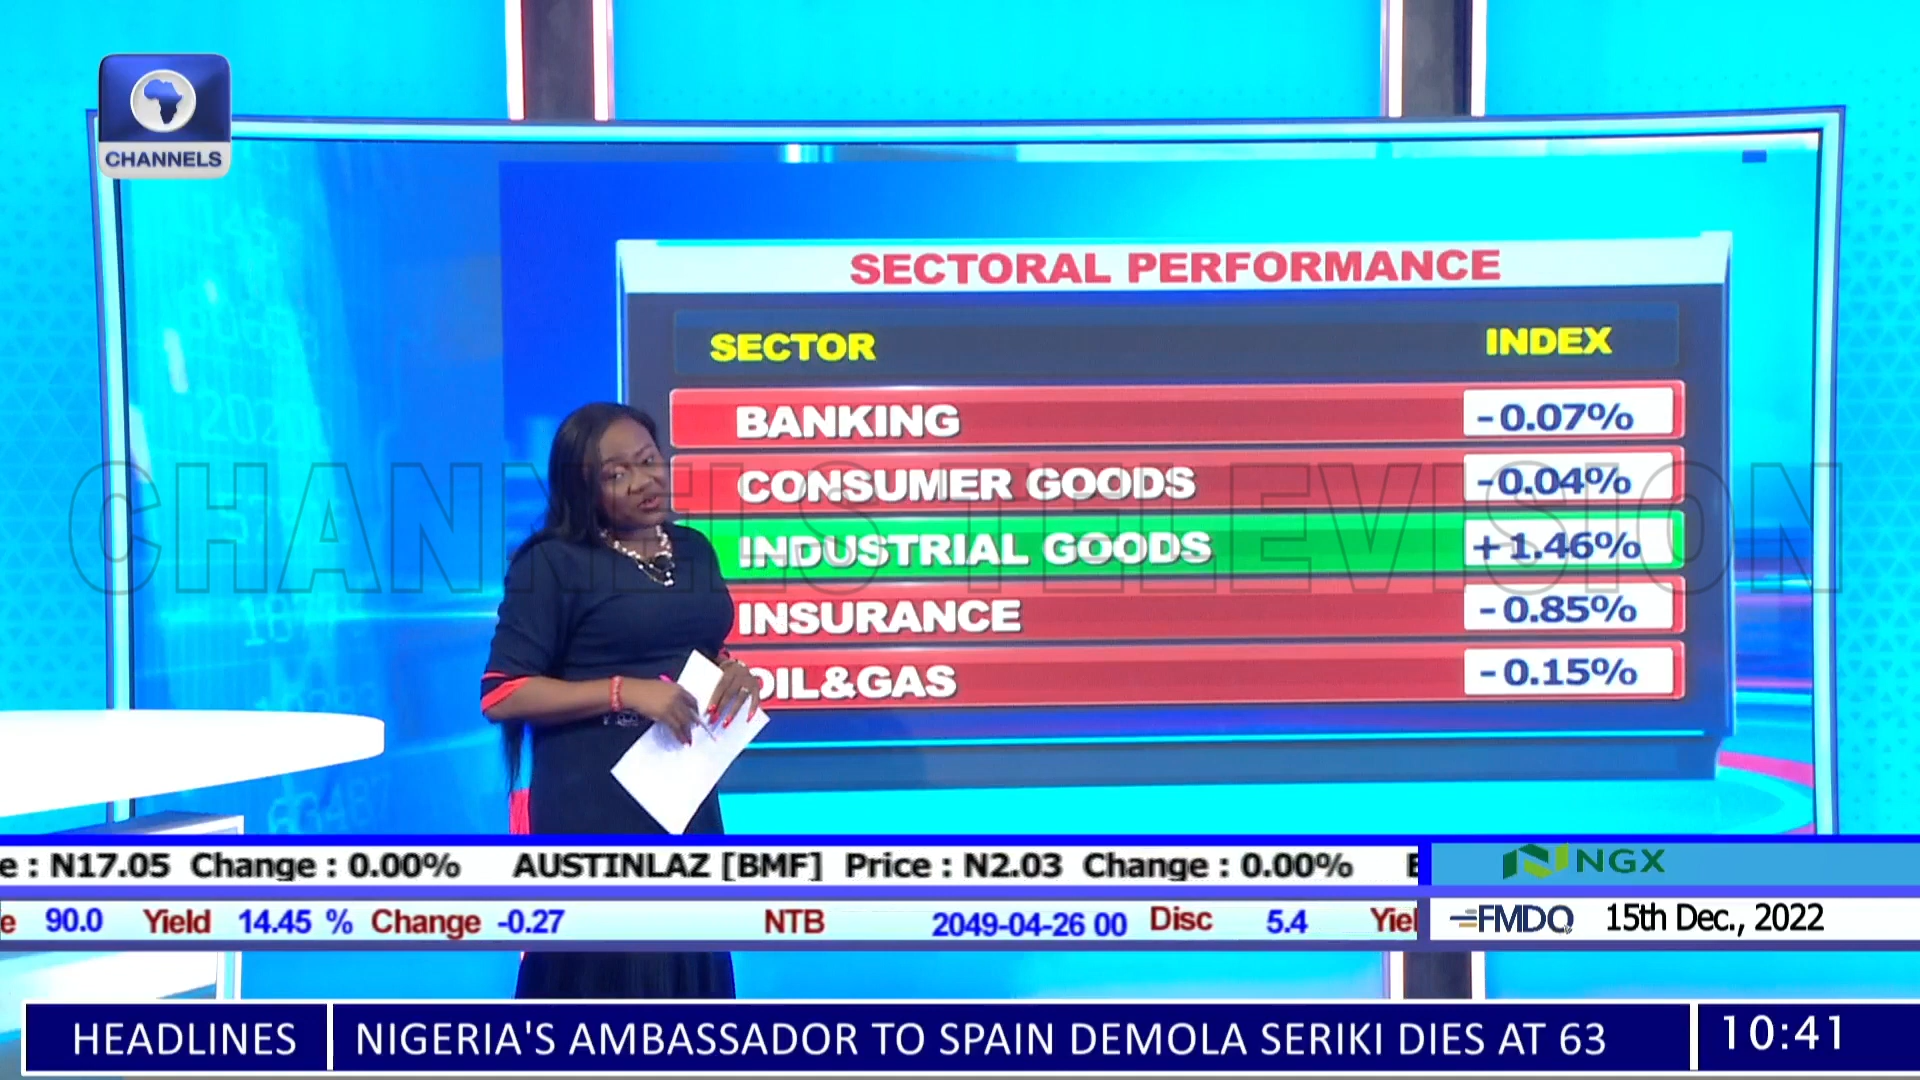 CHANNELS
SECTORAL PERFORMANCE
SECTOR INDEX
BANKING -0.07%
CONSUMER GOODS -0.04%
INDUSTRIAL GOODS +1.46%
INSURANCE -0.85%
OIL&GAS -0.15%
CHANNELS TELEVISION
e : N17.05 Change : 0.00% AUSTINLAZ [BMF] Price : N2.03 Change : 0.00%
NGX
e 90.0 Yield 14.45 % Change -0.27 NTB 2049-04-26 00 Disc 5.4 Yiel
FMDQ 15th Dec., 2022
HEADLINES NIGERIA'S AMBASSADOR TO SPAIN DEMOLA SERIKI DIES AT 63 10:41